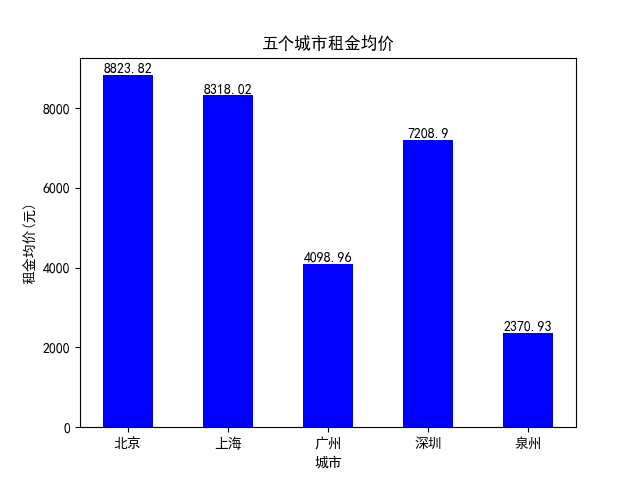 五个城市租金均价
8823.82
8318.02
4098.96
7208.9
2370.93
8000
6000
4000
2000
0
租金均价(元)
北京
上海
广州
深圳
泉州
城市